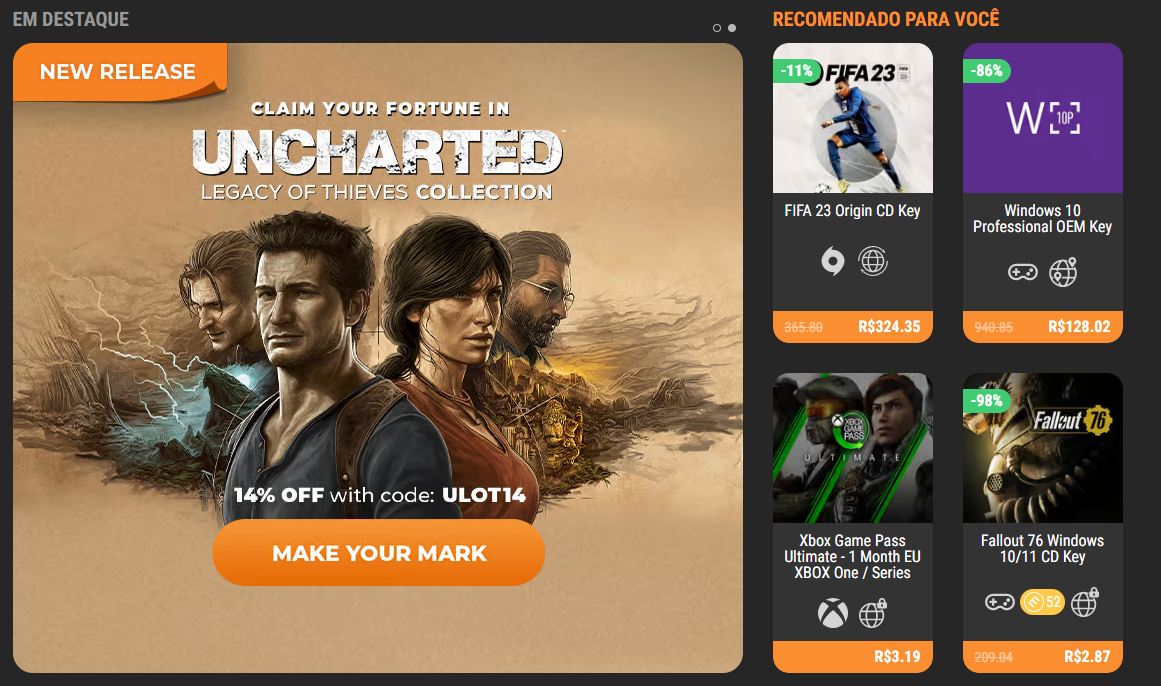 EM DESTAQUE
NEW RELEASE
CLAIM YOUR FORTUNE IN
UNCHARTED
LEGACY OF THIEVES COLLECTION
14% OFF with code: ULOT14
MAKE YOUR MARK
RECOMENDADO PARA VOCÊ
-11%
FIFA 23
FIFA 23 Origin CD Key
365.80 R$324.35
-86%
W 10P
Windows 10
Professional OEM Key
940.85 R$128.02
XBOX
GAME
PASS
ULTIMATE
Xbox Game Pass
Ultimate - 1 Month EU
XBOX One / Series
R$3.19
-98%
Fallout 76
Fallout 76 Windows
10/11 CD Key
52
209.04 R$2.87